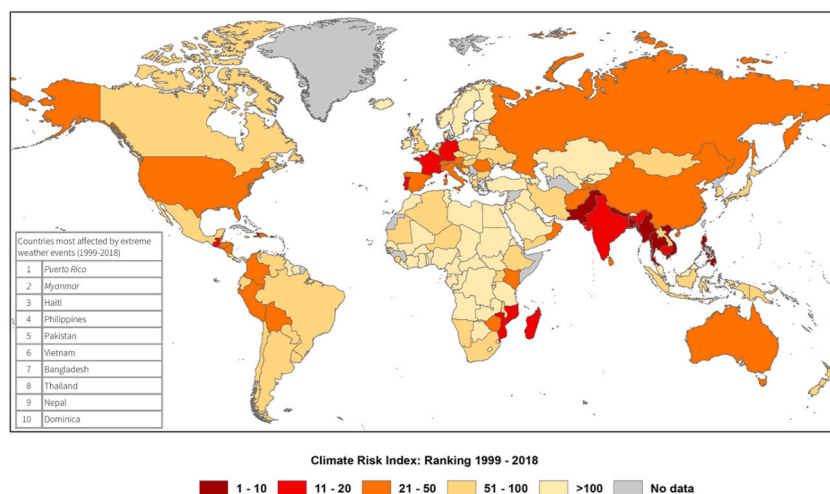 Countries most affected by extreme
weather events (1999-2018)
1 Puerto Rico
2 Myanmar
3 Haiti
4 Philippines
5 Pakistan
6 Vietnam
7 Bangladesh
8 Thailand
9 Nepal
10 Dominica
Climate Risk Index: Ranking 1999 - 2018
1 - 10 11 - 20 21 - 50 51 - 100 >100 No data